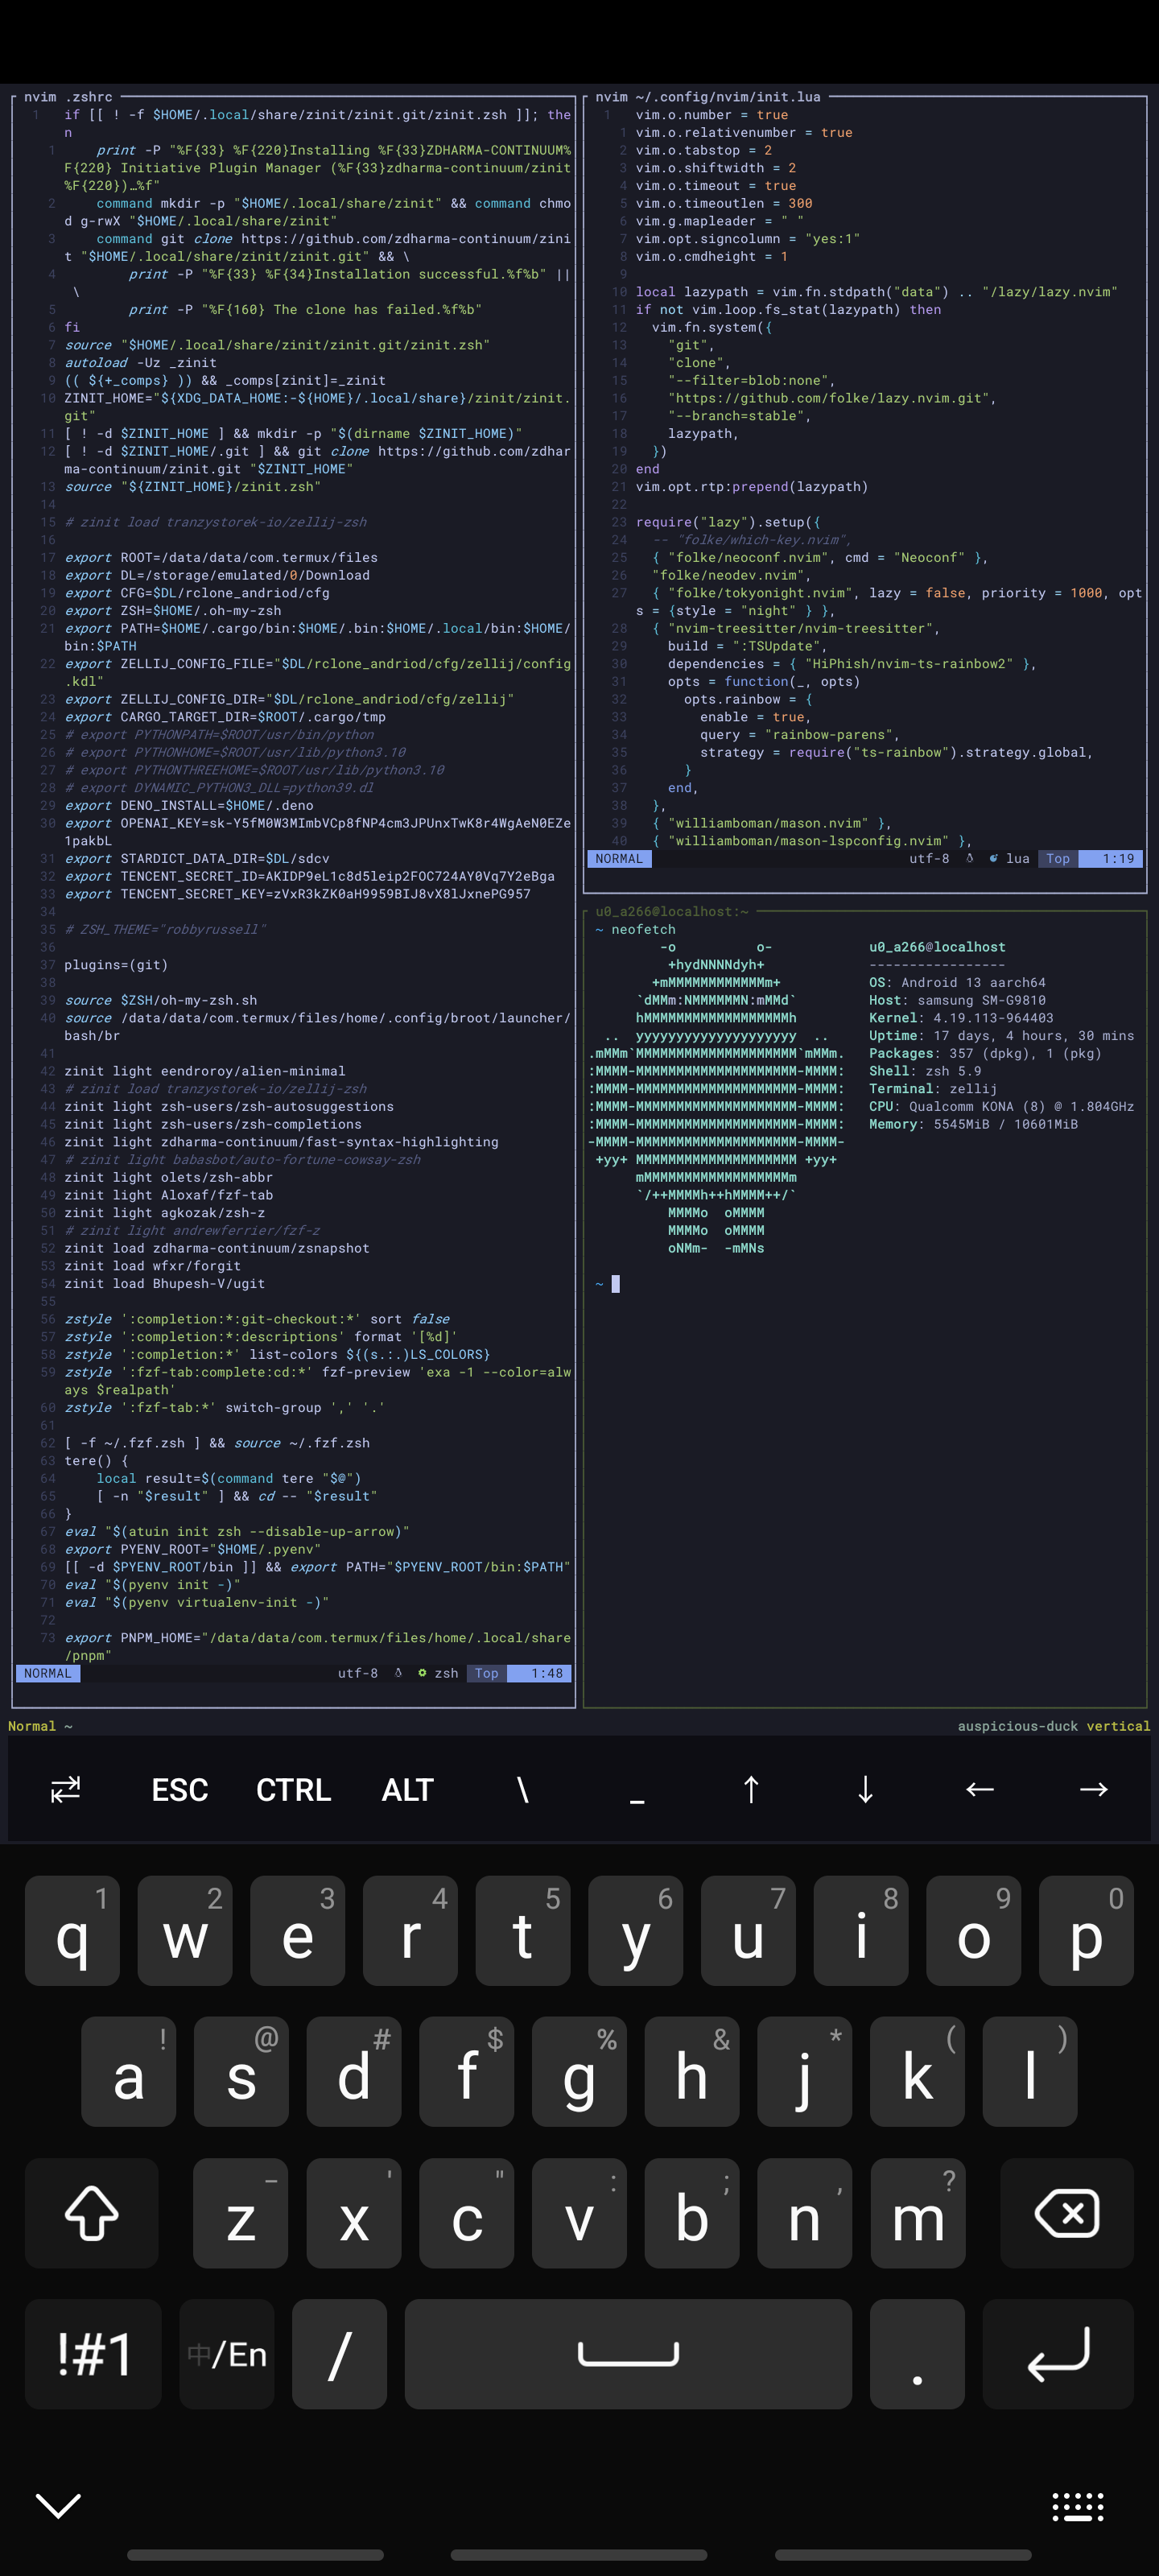 nvim .zshrc
1 if [[ ! -f $HOME/.local/share/zinit/zinit.git/zinit.zsh ]]; the
n
1 print -P "%F{33} %F{220}Installing %F{33}ZDHARMA-CONTINUUM%
F{220} Initiative Plugin Manager (%F{33}zdharma-continuum/zinit
%F{220})…%f"
2 command mkdir -p "$HOME/.local/share/zinit" && command chmo
d g-rwX "$HOME/.local/share/zinit"
3 command git clone https://github.com/zdharma-continuum/zini
t "$HOME/.local/share/zinit/zinit.git" && \
4 print -P "%F{33} %F{34}Installation successful.%f%b" ||
\
5 print -P "%F{160} The clone has failed.%f%b"
6 fi
7 source "$HOME/.local/share/zinit/zinit.git/zinit.zsh"
8 autoload -Uz _zinit
9 (( ${+_comps} )) && _comps[zinit]=_zinit
10 ZINIT_HOME="${XDG_DATA_HOME:-${HOME}/.local/share}/zinit/zinit.
git"
11 [ ! -d $ZINIT_HOME ] && mkdir -p "$(dirname $ZINIT_HOME)"
12 [ ! -d $ZINIT_HOME/.git ] && git clone https://github.com/zdhar
ma-continuum/zinit.git "$ZINIT_HOME"
13 source "${ZINIT_HOME}/zinit.zsh"
14
15 # zinit load tranzystorek-io/zellij-zsh
16
17 export ROOT=/data/data/com.termux/files
18 export DL=/storage/emulated/0/Download
19 export CFG=$DL/rclone_andriod/cfg
20 export ZSH=$HOME/.oh-my-zsh
21 export PATH=$HOME/.cargo/bin:$HOME/.bin:$HOME/.local/bin:$HOME/
bin:$PATH
22 export ZELLIJ_CONFIG_FILE="$DL/rclone_andriod/cfg/zellij/config
.kdl"
23 export ZELLIJ_CONFIG_DIR="$DL/rclone_andriod/cfg/zellij"
24 export CARGO_TARGET_DIR=$ROOT/.cargo/tmp
25 # export PYTHONPATH=$ROOT/usr/bin/python
26 # export PYTHONHOME=$ROOT/usr/lib/python3.10
27 # export PYTHONTHREEHOME=$ROOT/usr/lib/python3.10
28 # export DYNAMIC_PYTHON3_DLL=python39.dl
29 export DENO_INSTALL=$HOME/.deno
30 export OPENAI_KEY=
31 export STARDICT_DATA_DIR=$DL/sdcv
32 export TENCENT_SECRET_ID=
33 export TENCENT_SECRET_KEY=
34
35 # ZSH_THEME="robbyrussell"
36
37 plugins=(git)
38
39 source $ZSH/oh-my-zsh.sh
40 source /data/data/com.termux/files/home/.config/broot/launcher/
bash/br
41
42 zinit light eendroroy/alien-minimal
43 # zinit load tranzystorek-io/zellij-zsh
44 zinit light zsh-users/zsh-autosuggestions
45 zinit light zsh-users/zsh-completions
46 zinit light zdharma-continuum/fast-syntax-highlighting
47 # zinit light babasbot/auto-fortune-cowsay-zsh
48 zinit light olets/zsh-abbr
49 zinit light Aloxaf/fzf-tab
50 zinit light agkozak/zsh-z
51 # zinit light andrewferrier/fzf-z
52 zinit load zdharma-continuum/zsnapshot
53 zinit load wfxr/forgit
54 zinit load Bhupesh-V/ugit
55
56 zstyle ':completion:*:git-checkout:*' sort false
57 zstyle ':completion:*:descriptions' format '[%d]'
58 zstyle ':completion:*' list-colors ${(s.:.)LS_COLORS}
59 zstyle ':fzf-tab:complete:cd:*' fzf-preview 'exa -1 --color=alw
ays $realpath'
60 zstyle ':fzf-tab:*' switch-group ',' '.'
61
62 [ -f ~/.fzf.zsh ] && source ~/.fzf.zsh
63 tere() {
64 local result=$(command tere "$@")
65 [ -n "$result" ] && cd -- "$result"
66 }
67 eval "$(atuin init zsh --disable-up-arrow)"
68 export PYENV_ROOT="$HOME/.pyenv"
69 [[ -d $PYENV_ROOT/bin ]] && export PATH="$PYENV_ROOT/bin:$PATH"
70 eval "$(pyenv init -)"
71 eval "$(pyenv virtualenv-init -)"
72
73 export PNPM_HOME="/data/data/com.termux/files/home/.local/share
/pnpm"
NORMAL utf-8 zsh Top 1:48
nvim ~/.config/nvim/init.lua
1 vim.o.number = true
1 vim.o.relativenumber = true
2 vim.o.tabstop = 2
3 vim.o.shiftwidth = 2
4 vim.o.timeout = true
5 vim.o.timeoutlen = 300
6 vim.g.mapleader = " "
7 vim.opt.signcolumn = "yes:1"
8 vim.o.cmdheight = 1
9
10 local lazypath = vim.fn.stdpath("data") .. "/lazy/lazy.nvim"
11 if not vim.loop.fs_stat(lazypath) then
12 vim.fn.system({
13 "git",
14 "clone",
15 "--filter=blob:none",
16 "https://github.com/folke/lazy.nvim.git",
17 "--branch=stable",
18 lazypath,
19 })
20 end
21 vim.opt.rtp:prepend(lazypath)
22
23 require("lazy").setup({
24 -- "folke/which-key.nvim",
25 { "folke/neoconf.nvim", cmd = "Neoconf" },
26 "folke/neodev.nvim",
27 { "folke/tokyonight.nvim", lazy = false, priority = 1000, opt
s = {style = "night" } },
28 { "nvim-treesitter/nvim-treesitter",
29 build = ":TSUpdate",
30 dependencies = { "HiPhish/nvim-ts-rainbow2" },
31 opts = function(_, opts)
32 opts.rainbow = {
33 enable = true,
34 query = "rainbow-parens",
35 strategy = require("ts-rainbow").strategy.global,
36 }
37 end,
38 },
39 { "williamboman/mason.nvim" },
40 { "williamboman/mason-lspconfig.nvim" },
NORMAL utf-8 lua Top 1:19
u0_a266@localhost:~
~ neofetch
-o o- u0_a266@localhost
+hydNNNNdyh+ -----------------
+mMMMMMMMMMMMMm+ OS: Android 13 aarch64
`dMMm:NMMMMMMN:mMMd` Host: samsung SM-G9810
hMMMMMMMMMMMMMMMMMMh Kernel: 4.19.113-964403
.. yyyyyyyyyyyyyyyyyyyy .. Uptime: 17 days, 4 hours, 30 mins
.mMMm`MMMMMMMMMMMMMMMMMMMM`mMMm. Packages: 357 (dpkg), 1 (pkg)
:MMMM-MMMMMMMMMMMMMMMMMMMM-MMMM: Shell: zsh 5.9
:MMMM-MMMMMMMMMMMMMMMMMMMM-MMMM: Terminal: zellij
:MMMM-MMMMMMMMMMMMMMMMMMMM-MMMM: CPU: Qualcomm KONA (8) @ 1.804GHz
:MMMM-MMMMMMMMMMMMMMMMMMMM-MMMM: Memory: 5545MiB / 10601MiB
-MMMM-MMMMMMMMMMMMMMMMMMMM-MMMM-
+yy+ MMMMMMMMMMMMMMMMMMMM +yy+
mMMMMMMMMMMMMMMMMMMm
`/++MMMMh++hMMMM++/`
MMMMo oMMMM
MMMMo oMMMM
oNMm- -mMNs
~
Normal ~ auspicious-duck vertical
ESC CTRL ALT \ _ ↑ ↓ ← →
1 2 3 4 5 6 7 8 9 0
q w e r t y u i o p
! @ # $ % & * ( )
a s d f g h j k l
- ' " : ; , ?
z x c v b n m
!#1 中/En / .